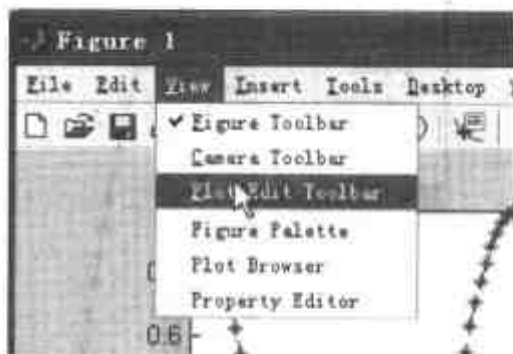 Figure 1
File Edit View Insert Tools Desktop
Figure Toolbar
Camera Toolbar
Plot Edit Toolbar
Figure Palette
Plot Browser
Property Editor
0.6